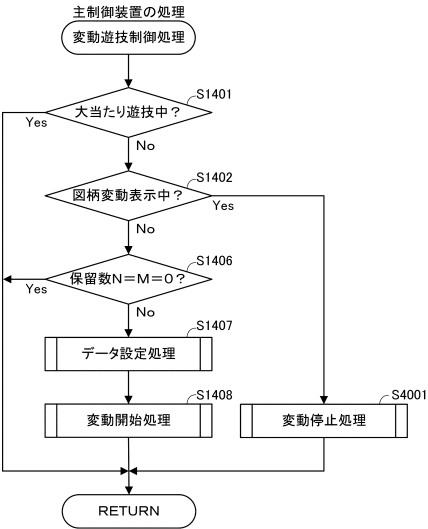 主制御装置の処理
変動遊技制御処理
S1401
大当たり遊技中？
Yes
No
S1402
図柄変動表示中？
Yes
No
S1406
保留数N＝M＝0？
Yes
No
S1407
データ設定処理
S1408
変動開始処理
S4001
変動停止処理
RETURN